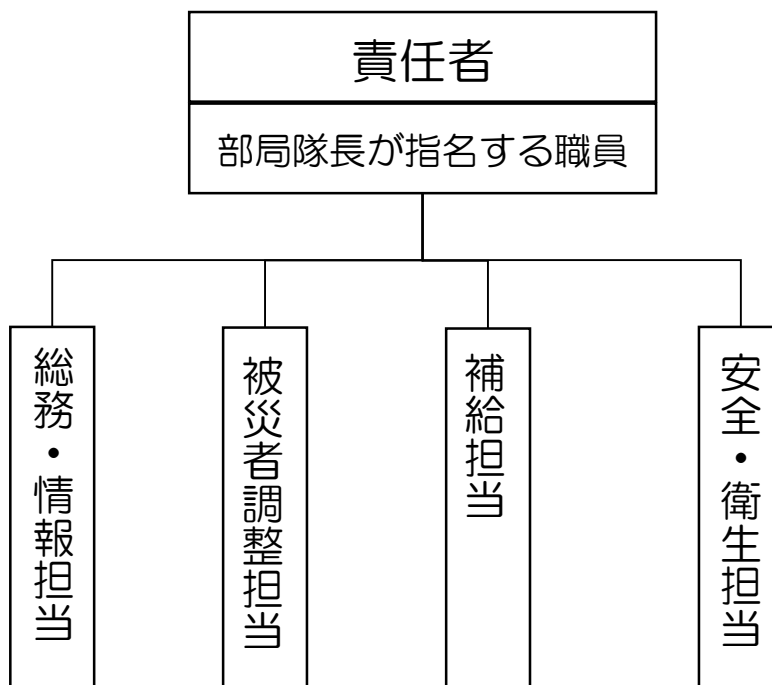 責任者
部局隊長が指名する職員
総務・情報担当
被災者調整担当
補給担当
安全・衛生担当